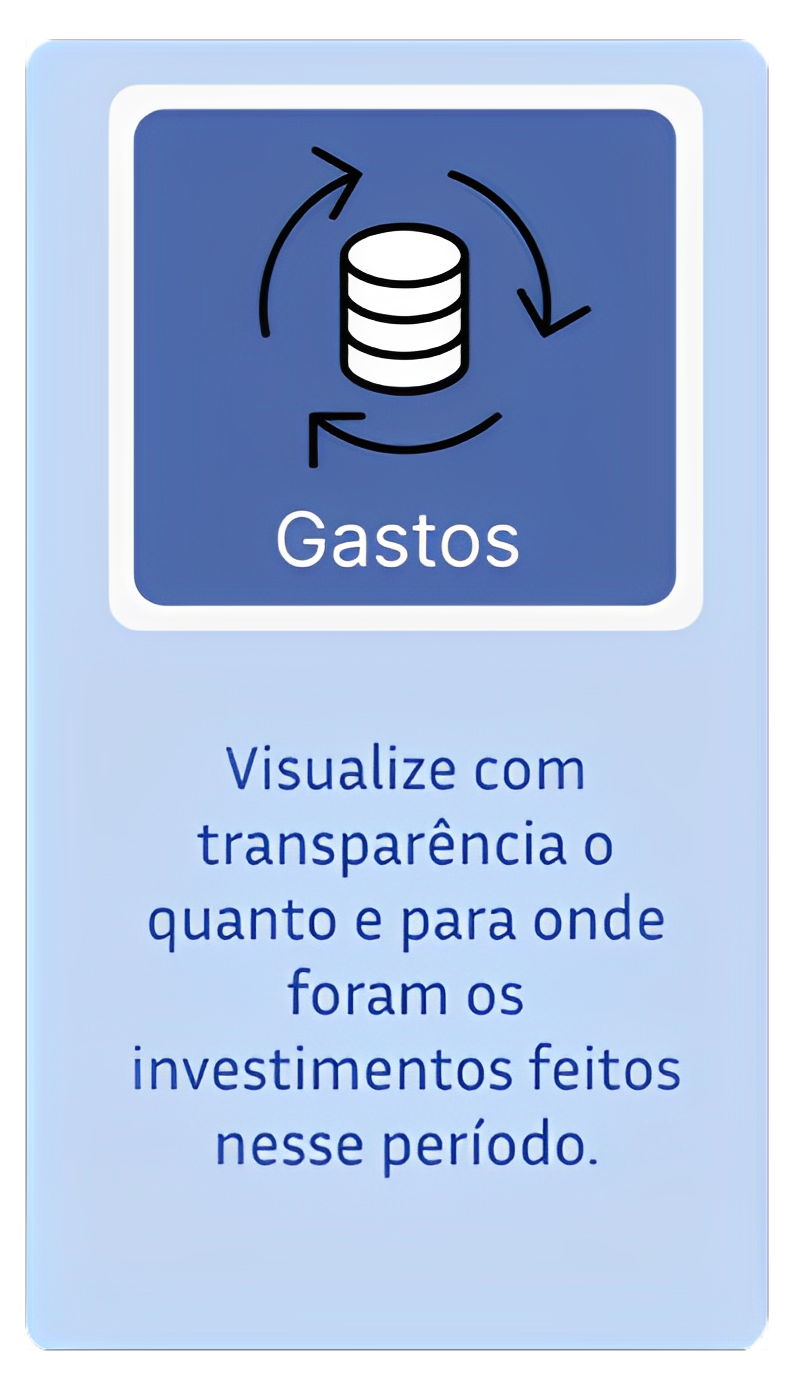 Gastos
Visualize com
transparência o
quanto e para onde
foram os
investimentos feitos
nesse período.